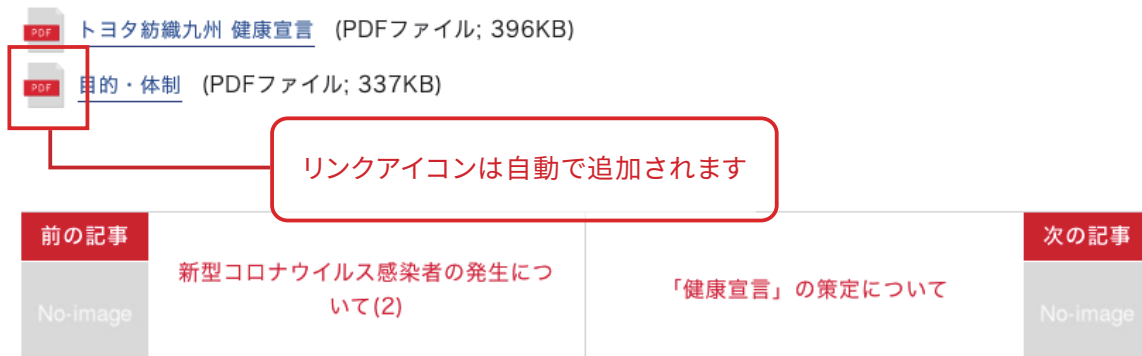 PDF トヨタ紡織九州 健康宣言 (PDFファイル; 396KB)
PDF 目的・体制 (PDFファイル; 337KB)
リンクアイコンは自動で追加されます
前の記事
No-image
新型コロナウイルス感染者の発生につ
いて(2)
「健康宣言」の策定について
次の記事
No-image